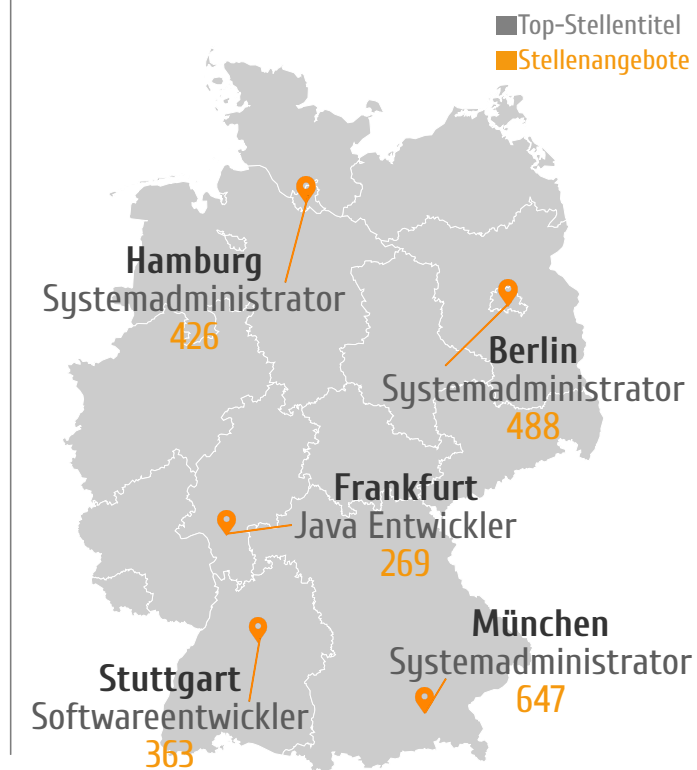 Top-Stellentitel
Stellenangebote
Hamburg
Systemadministrator
426
Berlin
Systemadministrator
488
Frankfurt
Java Entwickler
269
München
Systemadministrator
647
Stuttgart
Softwareentwickler
363